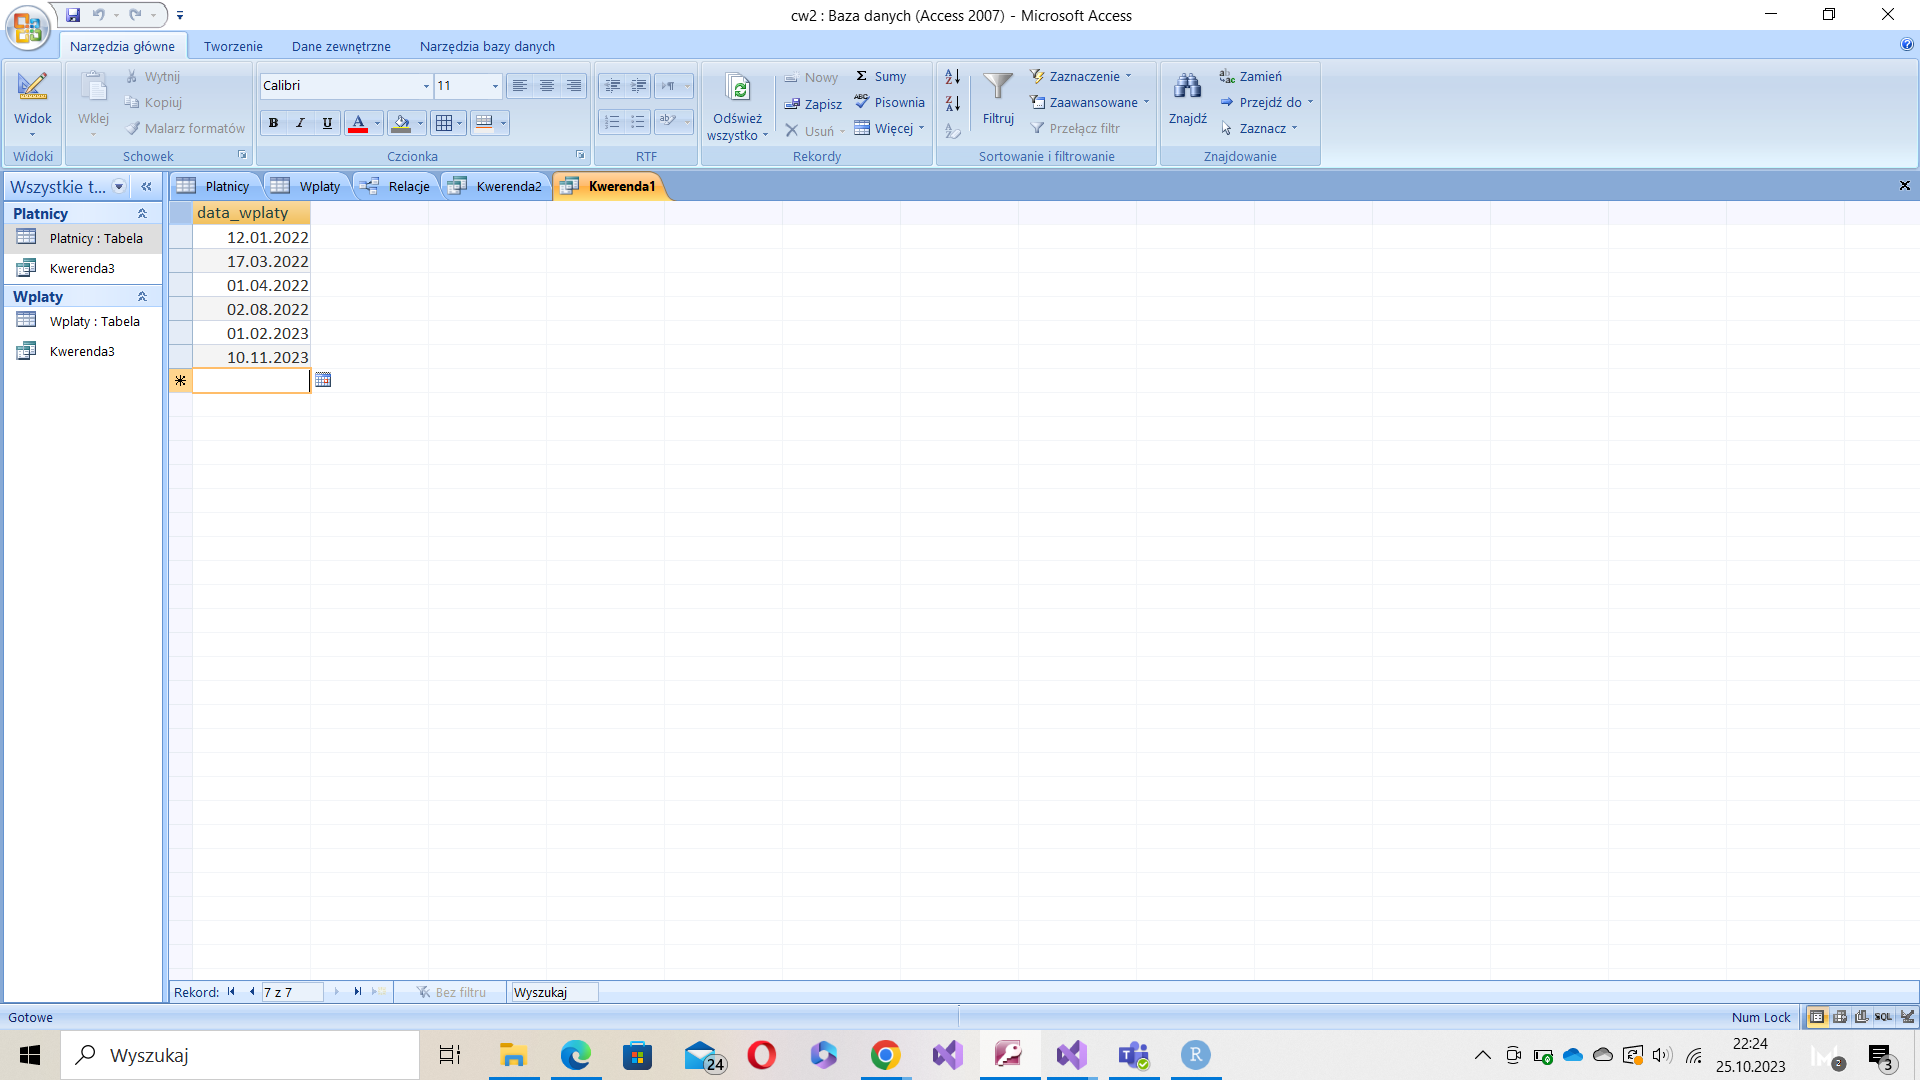 cw2 : Baza danych (Access 2007) - Microsoft Access
Narzędzia główne
Tworzenie
Dane zewnętrzne
Narzędzia bazy danych
Widok
Widoki
Wklej
Wytnij
Kopiuj
Malarz formatów
Schowek
Calibri
11
B I U
A
Czcionka
ab
RTF
Odśwież
wszystko
Nowy
Zapisz
Usuń
Σ Sumy
ABC Pisownia
Więcej
Rekordy
A
Z
Z
A
Filtruj
Zaznaczenie
Zaawansowane
Przełącz filtr
Sortowanie i filtrowanie
Znajdź
Zamień
Przejdź do
Zaznacz
Znajdowanie
Wszystkie t...
Platnicy
Wplaty
Relacje
Kwerenda2
Kwerenda1
Platnicy
Platnicy : Tabela
Kwerenda3
Wplaty
Wplaty : Tabela
Kwerenda3
data_wplaty
12.01.2022
17.03.2022
01.04.2022
02.08.2022
01.02.2023
10.11.2023
Rekord:
7 z 7
Bez filtru
Wyszukaj
Gotowe
Num Lock
SQL
Wyszukaj
24
R
22:24
25.10.2023
2
3